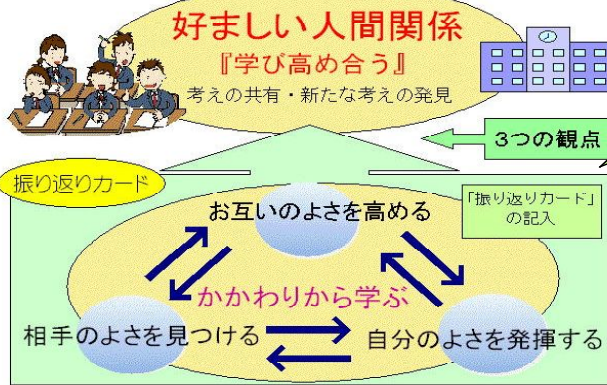 好ましい人間関係
『学び高め合う』
考えの共有・新たな考えの発見
3つの観点
振り返りカード
「振り返りカード」
の記入
お互いのよさを高める
かかわりから学ぶ
相手のよさを見つける
自分のよさを発揮する